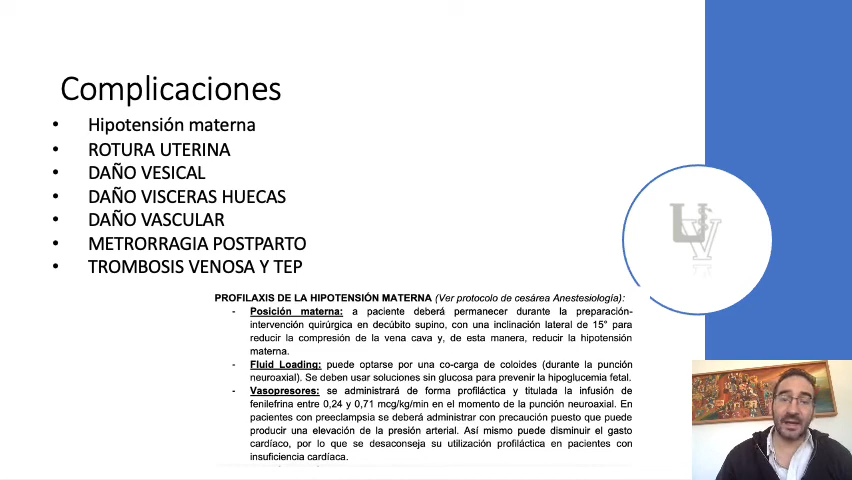 Complicaciones
• Hipotensión materna
• ROTURA UTERINA
• DAÑO VESICAL
• DAÑO VISCERAS HUECAS
• DAÑO VASCULAR
• METRORRAGIA POSTPARTO
• TROMBOSIS VENOSA Y TEP
UV
PROFILAXIS DE LA HIPOTENSIÓN MATERNA (Ver protocolo de cesárea Anestesiología):
- Posición materna: a paciente deberá permanecer durante la preparación-
intervención quirúrgica en decúbito supino, con una inclinación lateral de 15° para
reducir la compresión de la vena cava y, de esta manera, reducir la hipotensión
materna.
- Fluid Loading: puede optarse por una co-carga de coloides (durante la punción
neuroaxial). Se deben usar soluciones sin glucosa para prevenir la hipoglucemia fetal.
- Vasopresores: se administrará de forma profiláctica y titulada la infusión de
fenilefrina entre 0,24 y 0,71 mcg/kg/min en el momento de la punción neuroaxial. En
pacientes con preeclampsia se deberá administrar con precaución puesto que puede
producir una elevación de la presión arterial. Así mismo puede disminuir el gasto
cardíaco, por lo que se desaconseja su utilización profiláctica en pacientes con
insuficiencia cardíaca.